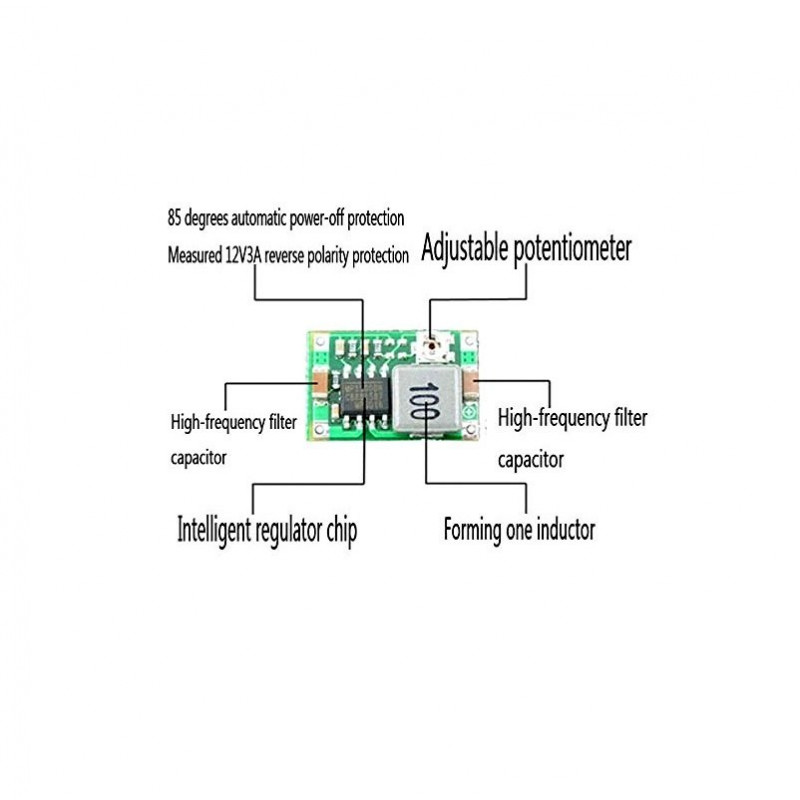 85 degrees automatic power-off protection
Measured 12V3A reverse polarity protection
Adjustable potentiometer
High-frequency filter
capacitor
100
High-frequency filter
capacitor
Intelligent regulator chip
Forming one inductor